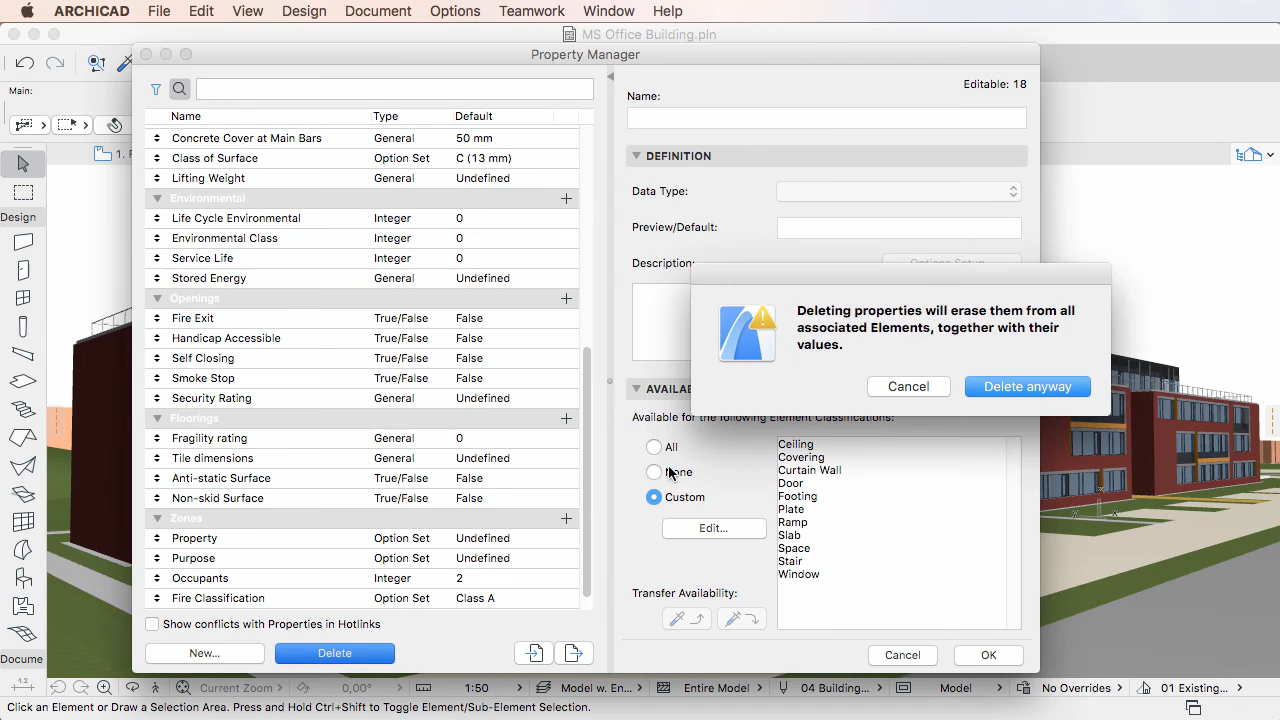 ARCHICAD File Edit View Design Document Options Teamwork Window Help
MS Office Building.pln
Property Manager
Main:
Editable: 18
Name:
Name Type Default
Concrete Cover at Main Bars General 50 mm
Class of Surface Option Set C (13 mm)
Lifting Weight General Undefined
Environmental
Life Cycle Environmental Integer 0
Environmental Class Integer 0
Service Life Integer 0
Stored Energy General Undefined
Openings
Fire Exit True/False False
Handicap Accessible True/False False
Self Closing True/False False
Smoke Stop True/False False
Security Rating True/False False
Floorings
Fragility rating General 0
Tile dimensions General Undefined
Anti-static Surface True/False False
Non-skid Surface True/False False
Zones
Property Option Set Undefined
Purpose Option Set Undefined
Occupants Integer 2
Fire Classification Option Set Class A
Show conflicts with Properties in Hotlinks
New... Delete
DEFINITION
Data Type:
Preview/Default:
Description:
Options Setup...
Deleting properties will erase them from all
associated Elements, together with their
values.
Cancel Delete anyway
Available for the following Element Classifications:
All
Custom
Edit...
Ceiling
Covering
Curtain Wall
Door
Footing
Plate
Ramp
Slab
Space
Stair
Window
Transfer Availability:
Cancel OK
1.
Design
Docume
1.2
Current Zoom 0,00° 1:50 Model w. En... Entire Model 04 Building... Model No Overrides 01 Existing...
Click an Element or Draw a Selection Area. Press and Hold Ctrl+Shift to Toggle Element/Sub-Element Selection.